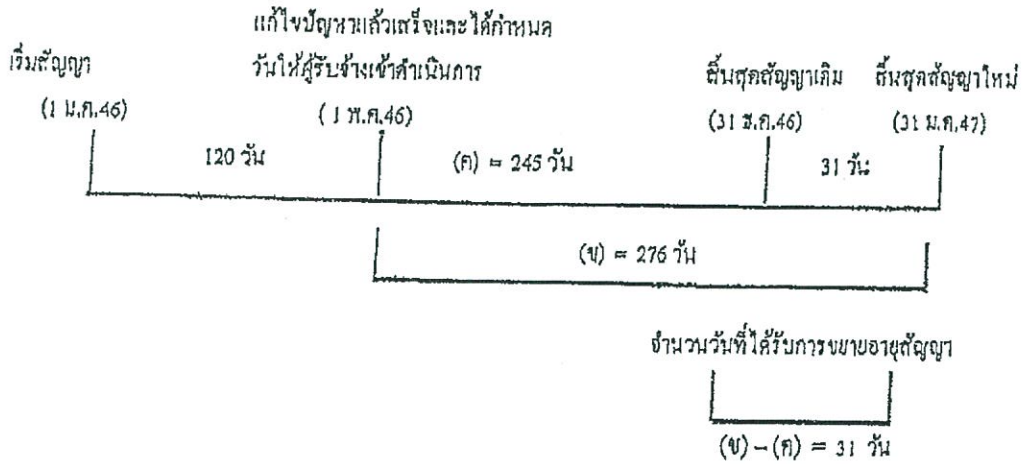 แก้ไขปัญหาแล้วเสร็จและได้กำหนด
เริ่มสัญญา วันให้ผู้รับจ้างเข้าดำเนินการ สิ้นสุดสัญญาเดิม สิ้นสุดสัญญาใหม่
(1 ม.ค.46) (1 พ.ค.46) (31 ธ.ค.46) (31 ม.ค.47)
120 วัน (ค) = 245 วัน 31 วัน
(ข) = 276 วัน
จำนวนวันที่ได้รับการขยายอายุสัญญา
(ข) – (ค) = 31 วัน